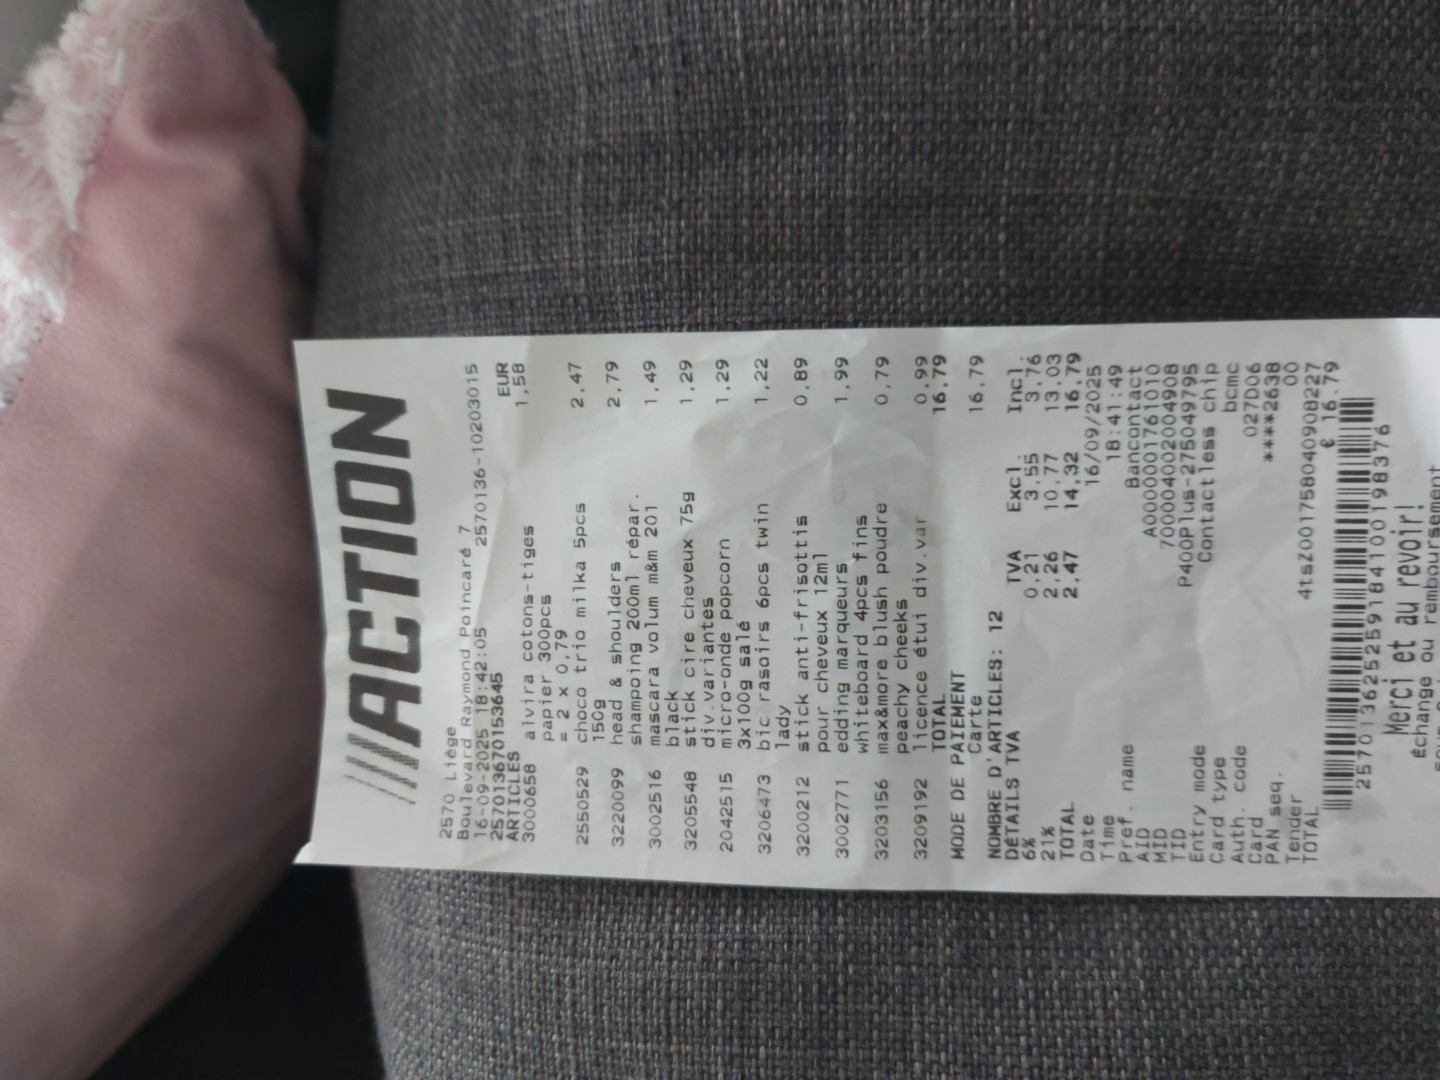 ACTION
2570 Liège
Boulevard Raymond Poincaré 7
16-09-2025 18:42:05 2570136-102030​15
2570136701536​45
ARTICLES EUR
3000658 alvira cotons-tiges 1,58
papier 300pcs
= 2 x 0,79
2550529 choco trio milka 5pcs 2,47
150g
3220099 head & shoulders 2,79
shampoing 200ml répar.
3002516 mascara volum m&m 201 1,49
black
3205548 stick cire cheveux 75g 1,29
div.variantes
2042515 micro-onde popcorn 1,29
3x100g salé
3206473 bic rasoirs 6pcs twin 1,22
lady
3200212 stick anti-frisottis 0,89
pour cheveux 12ml
3002771 edding marqueurs 1,99
whiteboard 4pcs fins
3203156 max&more blush poudre 0,79
peachy cheeks
3209192 licence étui div.var 0,99
TOTAL 16,79
MODE DE PAIEMENT
Carte 16,79
NOMBRE D'ARTICLES: 12
DÉTAILS TVA TVA Excl. Incl.
6% 0,21 3,55 3,76
21% 2,26 10,77 13,03
TOTAL 2,47 14,32 16,79
Date 16/09/2025
Time 18:41:49
Pref. name Bancontact
AID A0000001761010
MID 70000400200​4908
TID P400Plus-275049795
Entry mode Contactless chip
Card type bcmc
Auth. code 027D06
Card ****2638
PAN seq. 00
Tender 4tsZ001758040908227
TOTAL € 16.79
2570136252591841001983​76
Merci et au revoir!
Échange ou remboursement